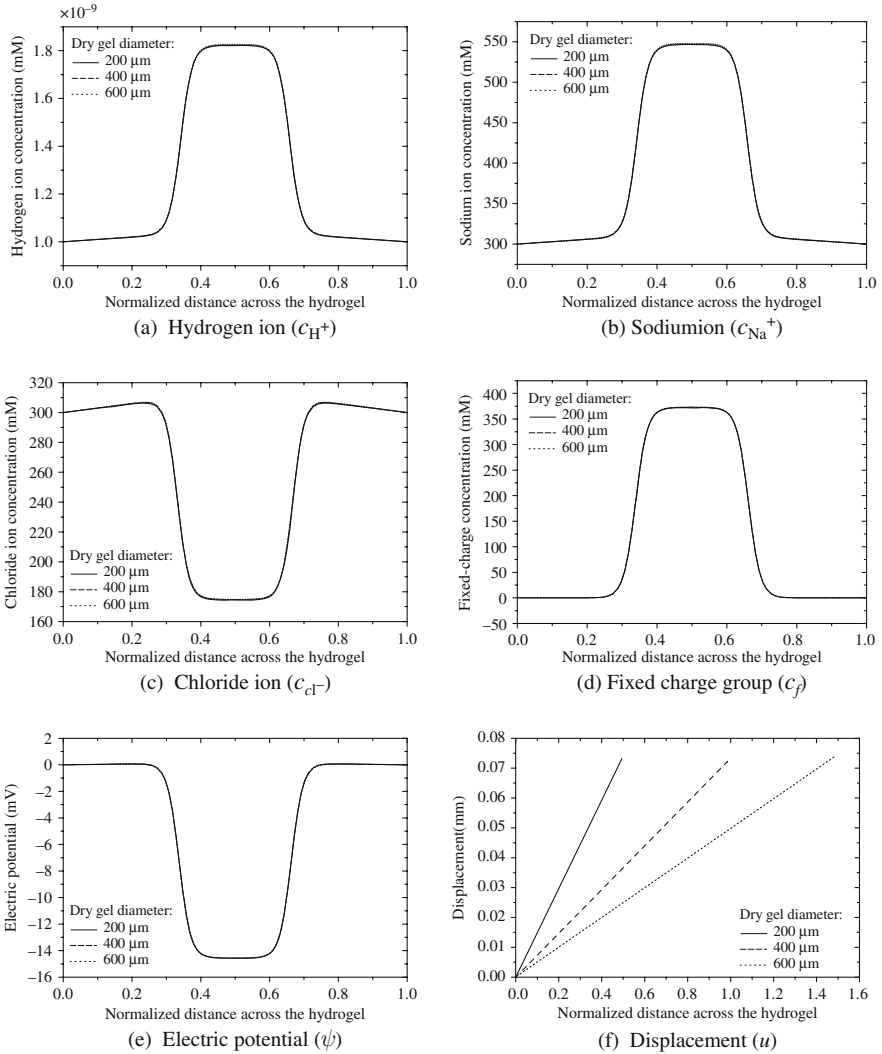 ×10⁻⁹
Hydrogen ion concentration (mM)
1.8
1.6
1.4
1.2
1.0
Dry gel diameter:
200 μm
400 μm
600 μm
0.0 0.2 0.4 0.6 0.8 1.0
Normalized distance across the hydrogel
(a) Hydrogen ion (c_H⁺)
Sodium ion concentration (mM)
550
500
450
400
350
300
Dry gel diameter:
200 μm
400 μm
600 μm
0.0 0.2 0.4 0.6 0.8 1.0
Normalized distance across the hydrogel
(b) Sodiumion (c_Na⁺)
Chloride ion concentration (mM)
320
300
280
260
240
220
200
180
160
Dry gel diameter:
200 μm
400 μm
600 μm
0.0 0.2 0.4 0.6 0.8 1.0
Normalized distance across the hydrogel
(c) Chloride ion (c_cl⁻)
Fixed-charge concentration (mM)
400
350
300
250
200
150
100
50
0
−50
Dry gel diameter:
200 μm
400 μm
600 μm
0.0 0.2 0.4 0.6 0.8 1.0
Normalized distance across the hydrogel
(d) Fixed charge group (c_f)
Electric potential (mV)
2
0
−2
−4
−6
−8
−10
−12
−14
−16
Dry gel diameter:
200 μm
400 μm
600 μm
0.0 0.2 0.4 0.6 0.8 1.0
Normalized distance across the hydrogel
(e) Electric potential (ψ)
Displacement(mm)
0.08
0.07
0.06
0.05
0.04
0.03
0.02
0.01
0.00
Dry gel diameter:
200 μm
400 μm
600 μm
0.0 0.2 0.4 0.6 0.8 1.0 1.2 1.4 1.6
Normalized distance across the hydrogel
(f) Displacement (u)